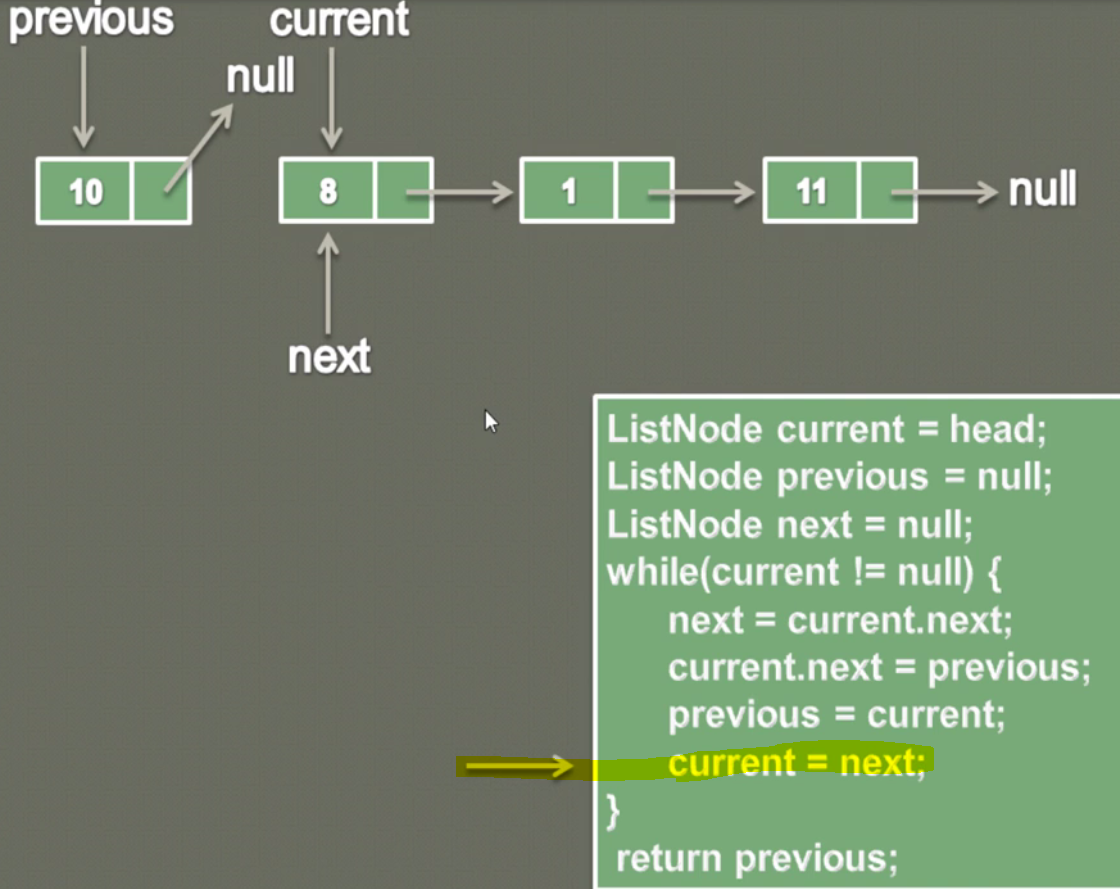 previous current
null
10 8 1 11 null
next
ListNode current = head;
ListNode previous = null;
ListNode next = null;
while(current != null) {
next = current.next;
current.next = previous;
previous = current;
current = next;
}
return previous;